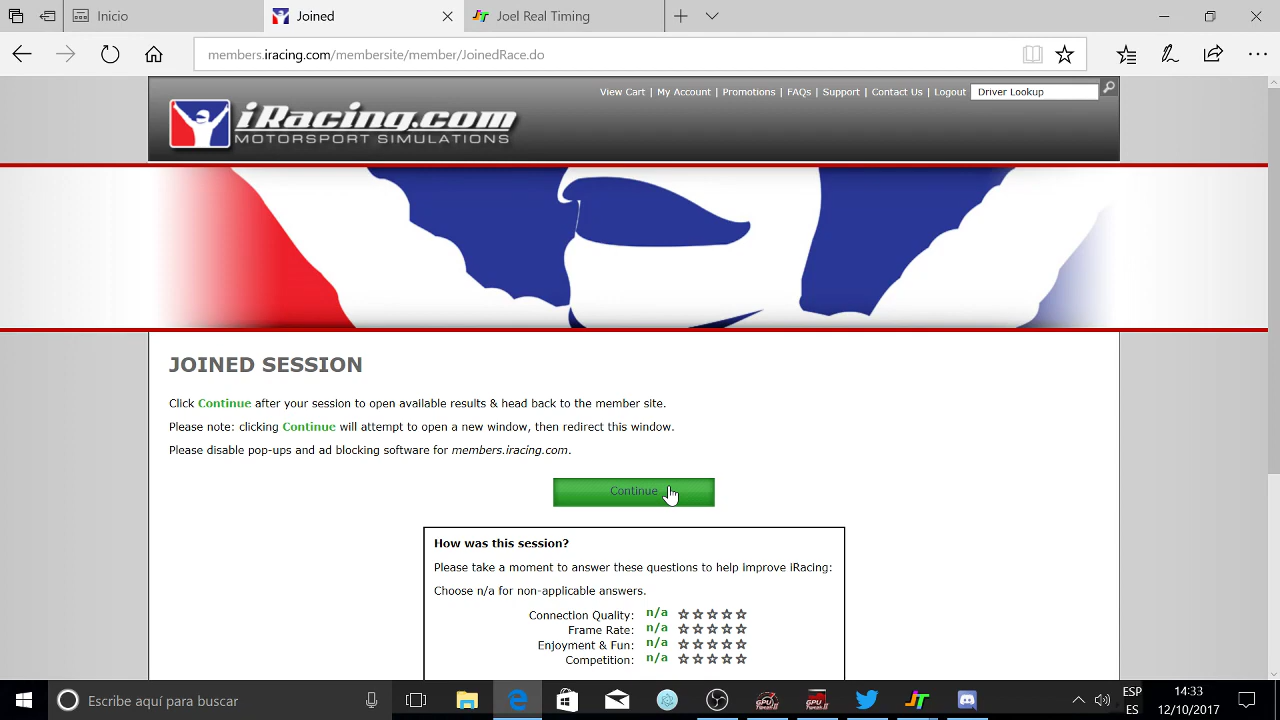 Inicio
Joined
Joel Real Timing
members.iracing.com/membersite/member/JoinedRace.do
View Cart | My Account | Promotions | FAQs | Support | Contact Us | Logout
Driver Lookup
iRacing.com
MOTORSPORT SIMULATIONS
JOINED SESSION
Click Continue after your session to open available results & head back to the member site.
Please note: clicking Continue will attempt to open a new window, then redirect this window.
Please disable pop-ups and ad blocking software for members.iracing.com.
Continue
How was this session?
Please take a moment to answer these questions to help improve iRacing:
Choose n/a for non-applicable answers.
Connection Quality: n/a
Frame Rate: n/a
Enjoyment & Fun: n/a
Competition: n/a
Escribe aquí para buscar
ESP
ES
14:33
12/10/2017